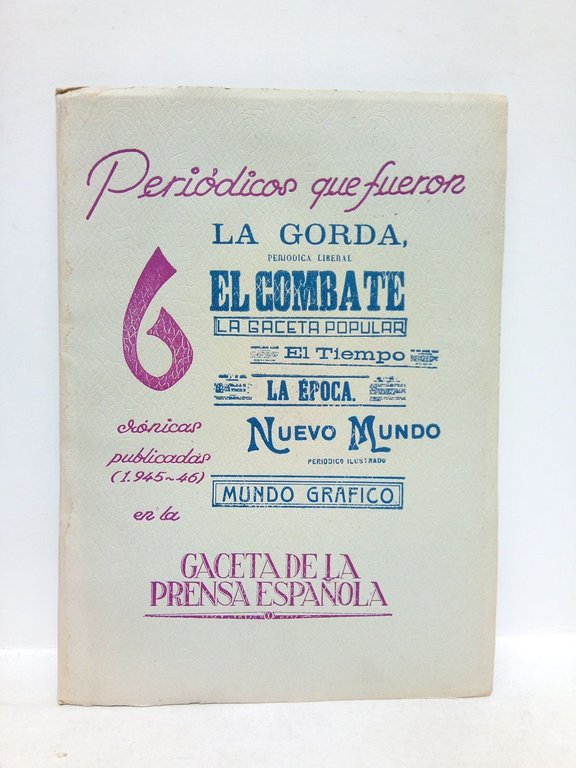 Periódicos que fueron
LA GORDA,
PERIODICA LIBERAL
EL COMBATE
LA GACETA POPULAR
El Tiempo
LA ÉPOCA.
NUEVO MUNDO
PERIODICO ILUSTRADO
MUNDO GRÁFICO
6
crónicas
publicadas
(1.945~46)
en la
GACETA DE LA
PRENSA ESPAÑOLA